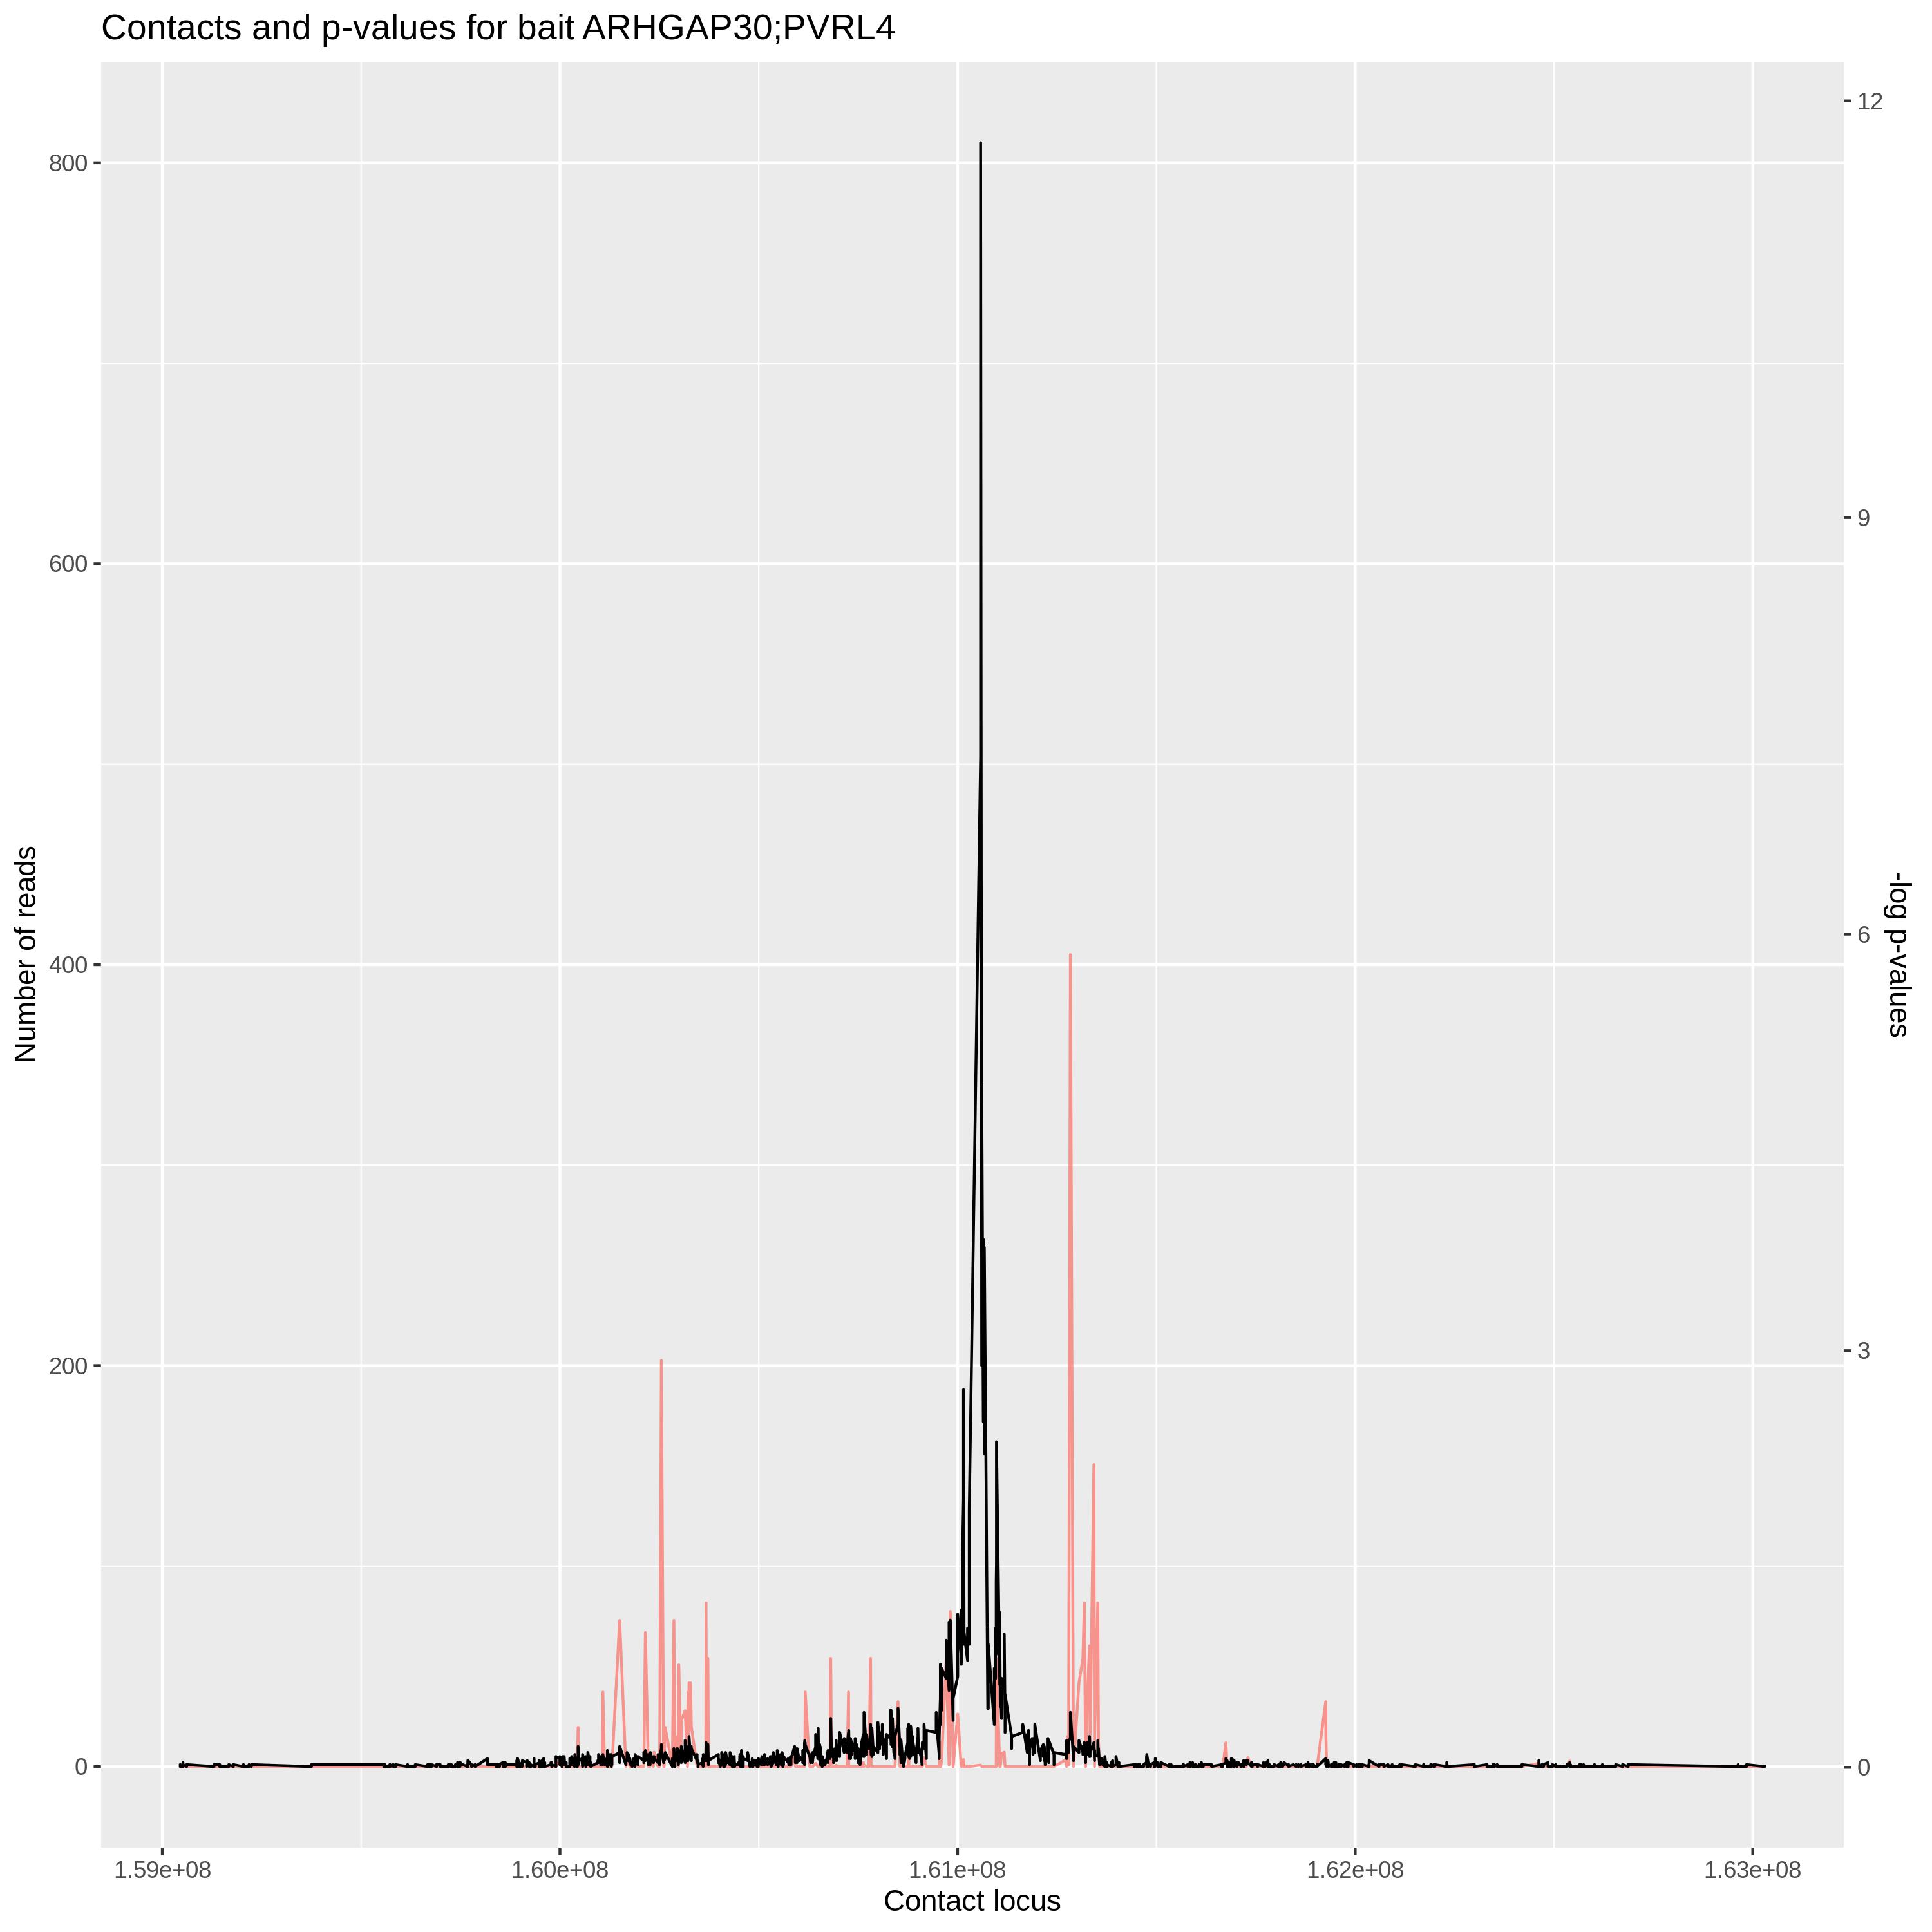 Contacts and p-values for bait ARHGAP30;PVRL4
12
800
9
600
Number of reads
-log p-values
6
400
3
200
0
0
1.59e+08
1.60e+08
1.61e+08
1.62e+08
1.63e+08
Contact locus